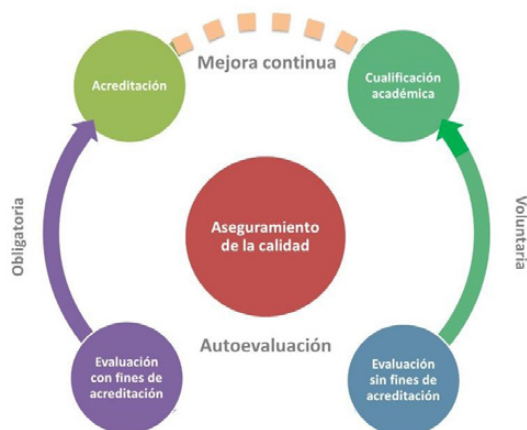 Mejora continua
Acreditación
Cualificación
académica
Obligatoria
Aseguramiento
de la calidad
Voluntaria
Autoevaluación
Evaluación
con fines de
acreditación
Evaluación
sin fines de
acreditación